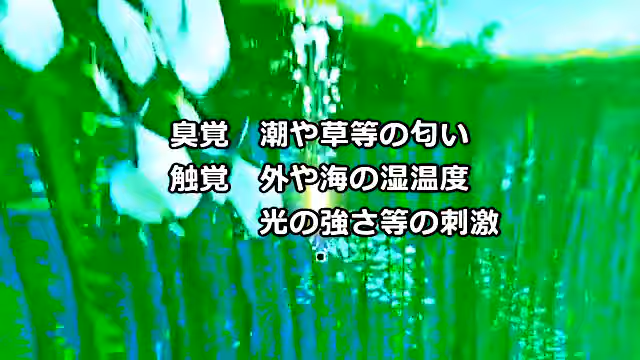 臭覚　潮や草等の匂い
触覚　外や海の湿温度
光の強さ等の刺激